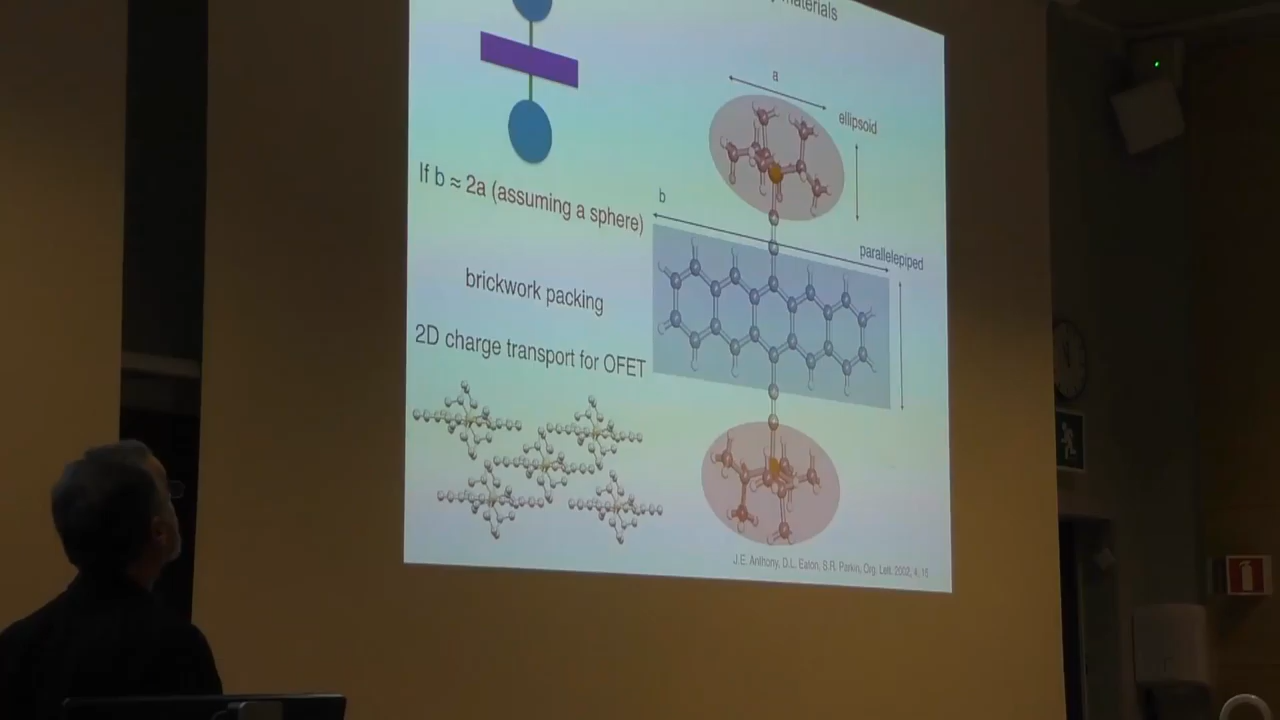 materials
a
ellipsoid
If b ≈ 2a (assuming a sphere)
b
parallelepiped
brickwork packing
2D charge transport for OFET
J.E. Anthony, D.L. Eaton, S.R. Parkin, Org. Lett. 2002, 4, 15